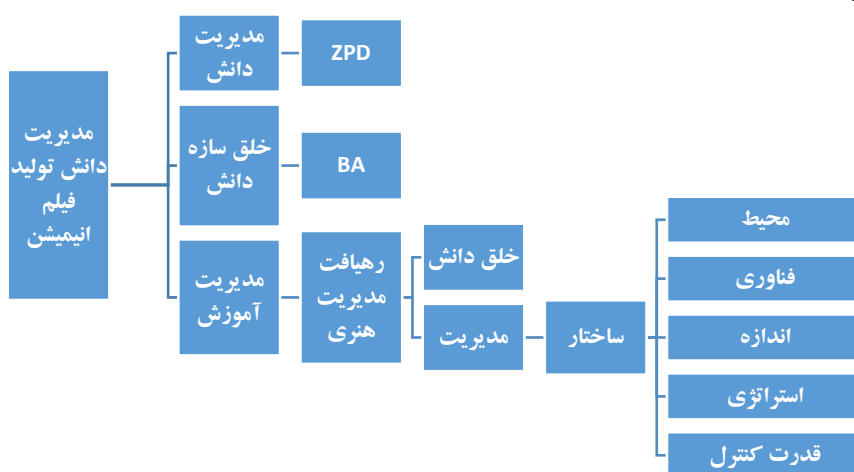 مدیریت
دانش تولید
فیلم
انیمیشن
مدیریت
دانش
ZPD
خلق سازه
دانش
BA
مدیریت
آموزش
رهیافت
مدیریت
هنری
خلق دانش
مدیریت
ساختار
محیط
فناوری
اندازه
استراتژی
قدرت کنترل